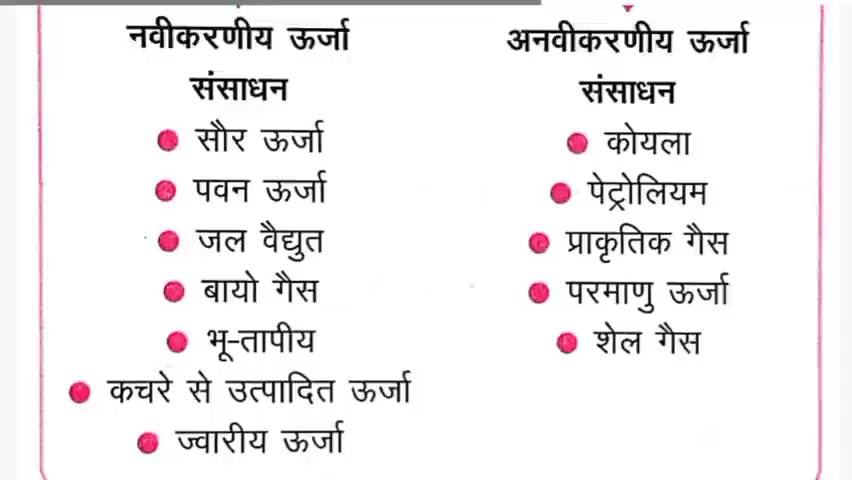 नवीकरणीय ऊर्जा
संसाधन
सौर ऊर्जा
पवन ऊर्जा
जल वैद्युत
बायो गैस
भू-तापीय
कचरे से उत्पादित ऊर्जा
ज्वारीय ऊर्जा
अनवीकरणीय ऊर्जा
संसाधन
कोयला
पेट्रोलियम
प्राकृतिक गैस
परमाणु ऊर्जा
शेल गैस